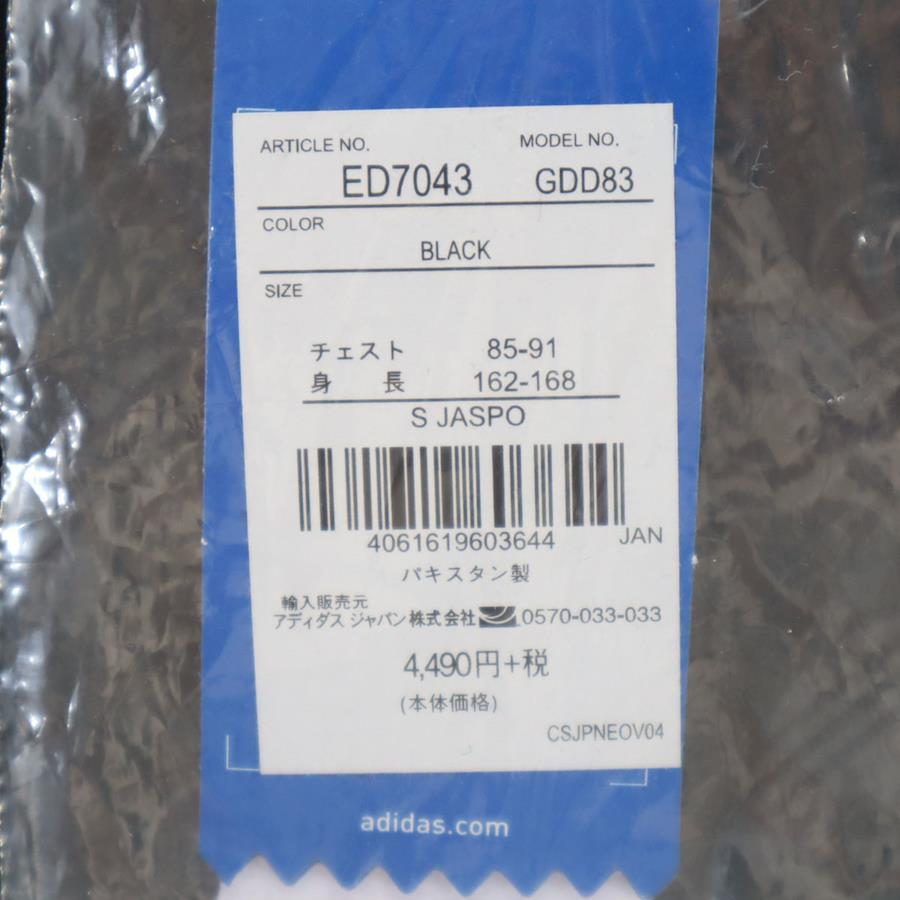 ARTICLE NO. MODEL NO.
ED7043 GDD83
COLOR
BLACK
SIZE
チェスト 85-91
身 長 162-168
S JASPO
4061619603644 JAN
パキスタン製
輸入販売元
アディダス ジャパン株式会社 0570-033-033
4,490円+税
(本体価格)
CSJPNEOV04
adidas.com